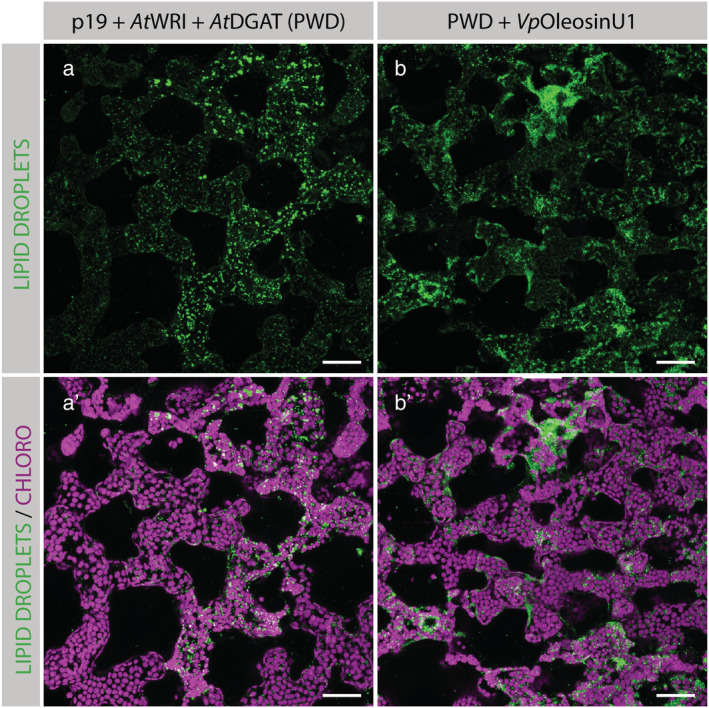 p19 + AtWRI + AtDGAT (PWD)
PWD + VpOleosinU1
LIPID DROPLETS
a
b
LIPID DROPLETS / CHLORO
a’
b’